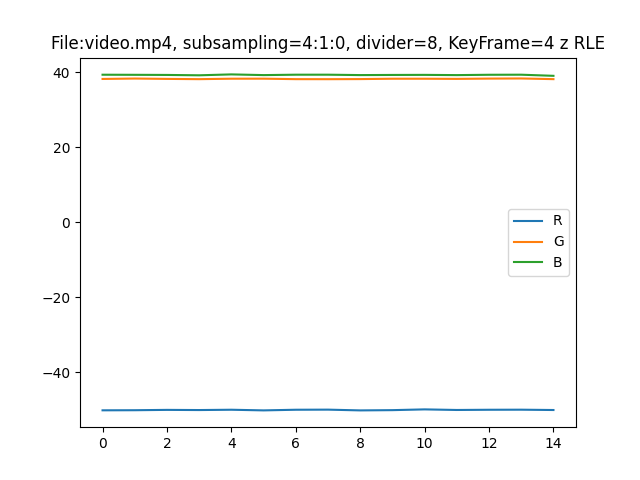 File:video.mp4, subsampling=4:1:0, divider=8, KeyFrame=4 z RLE
40
20
0
−20
−40
R
G
B
0 2 4 6 8 10 12 14